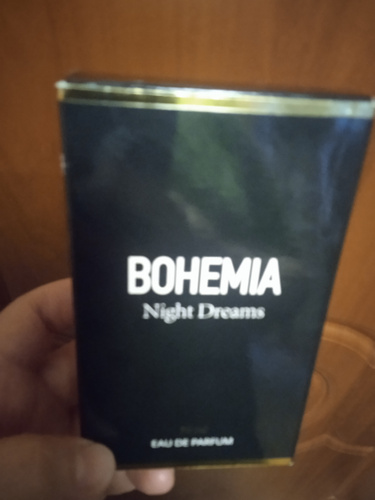 BOHEMIA
Night Dreams
EAU DE PARFUM